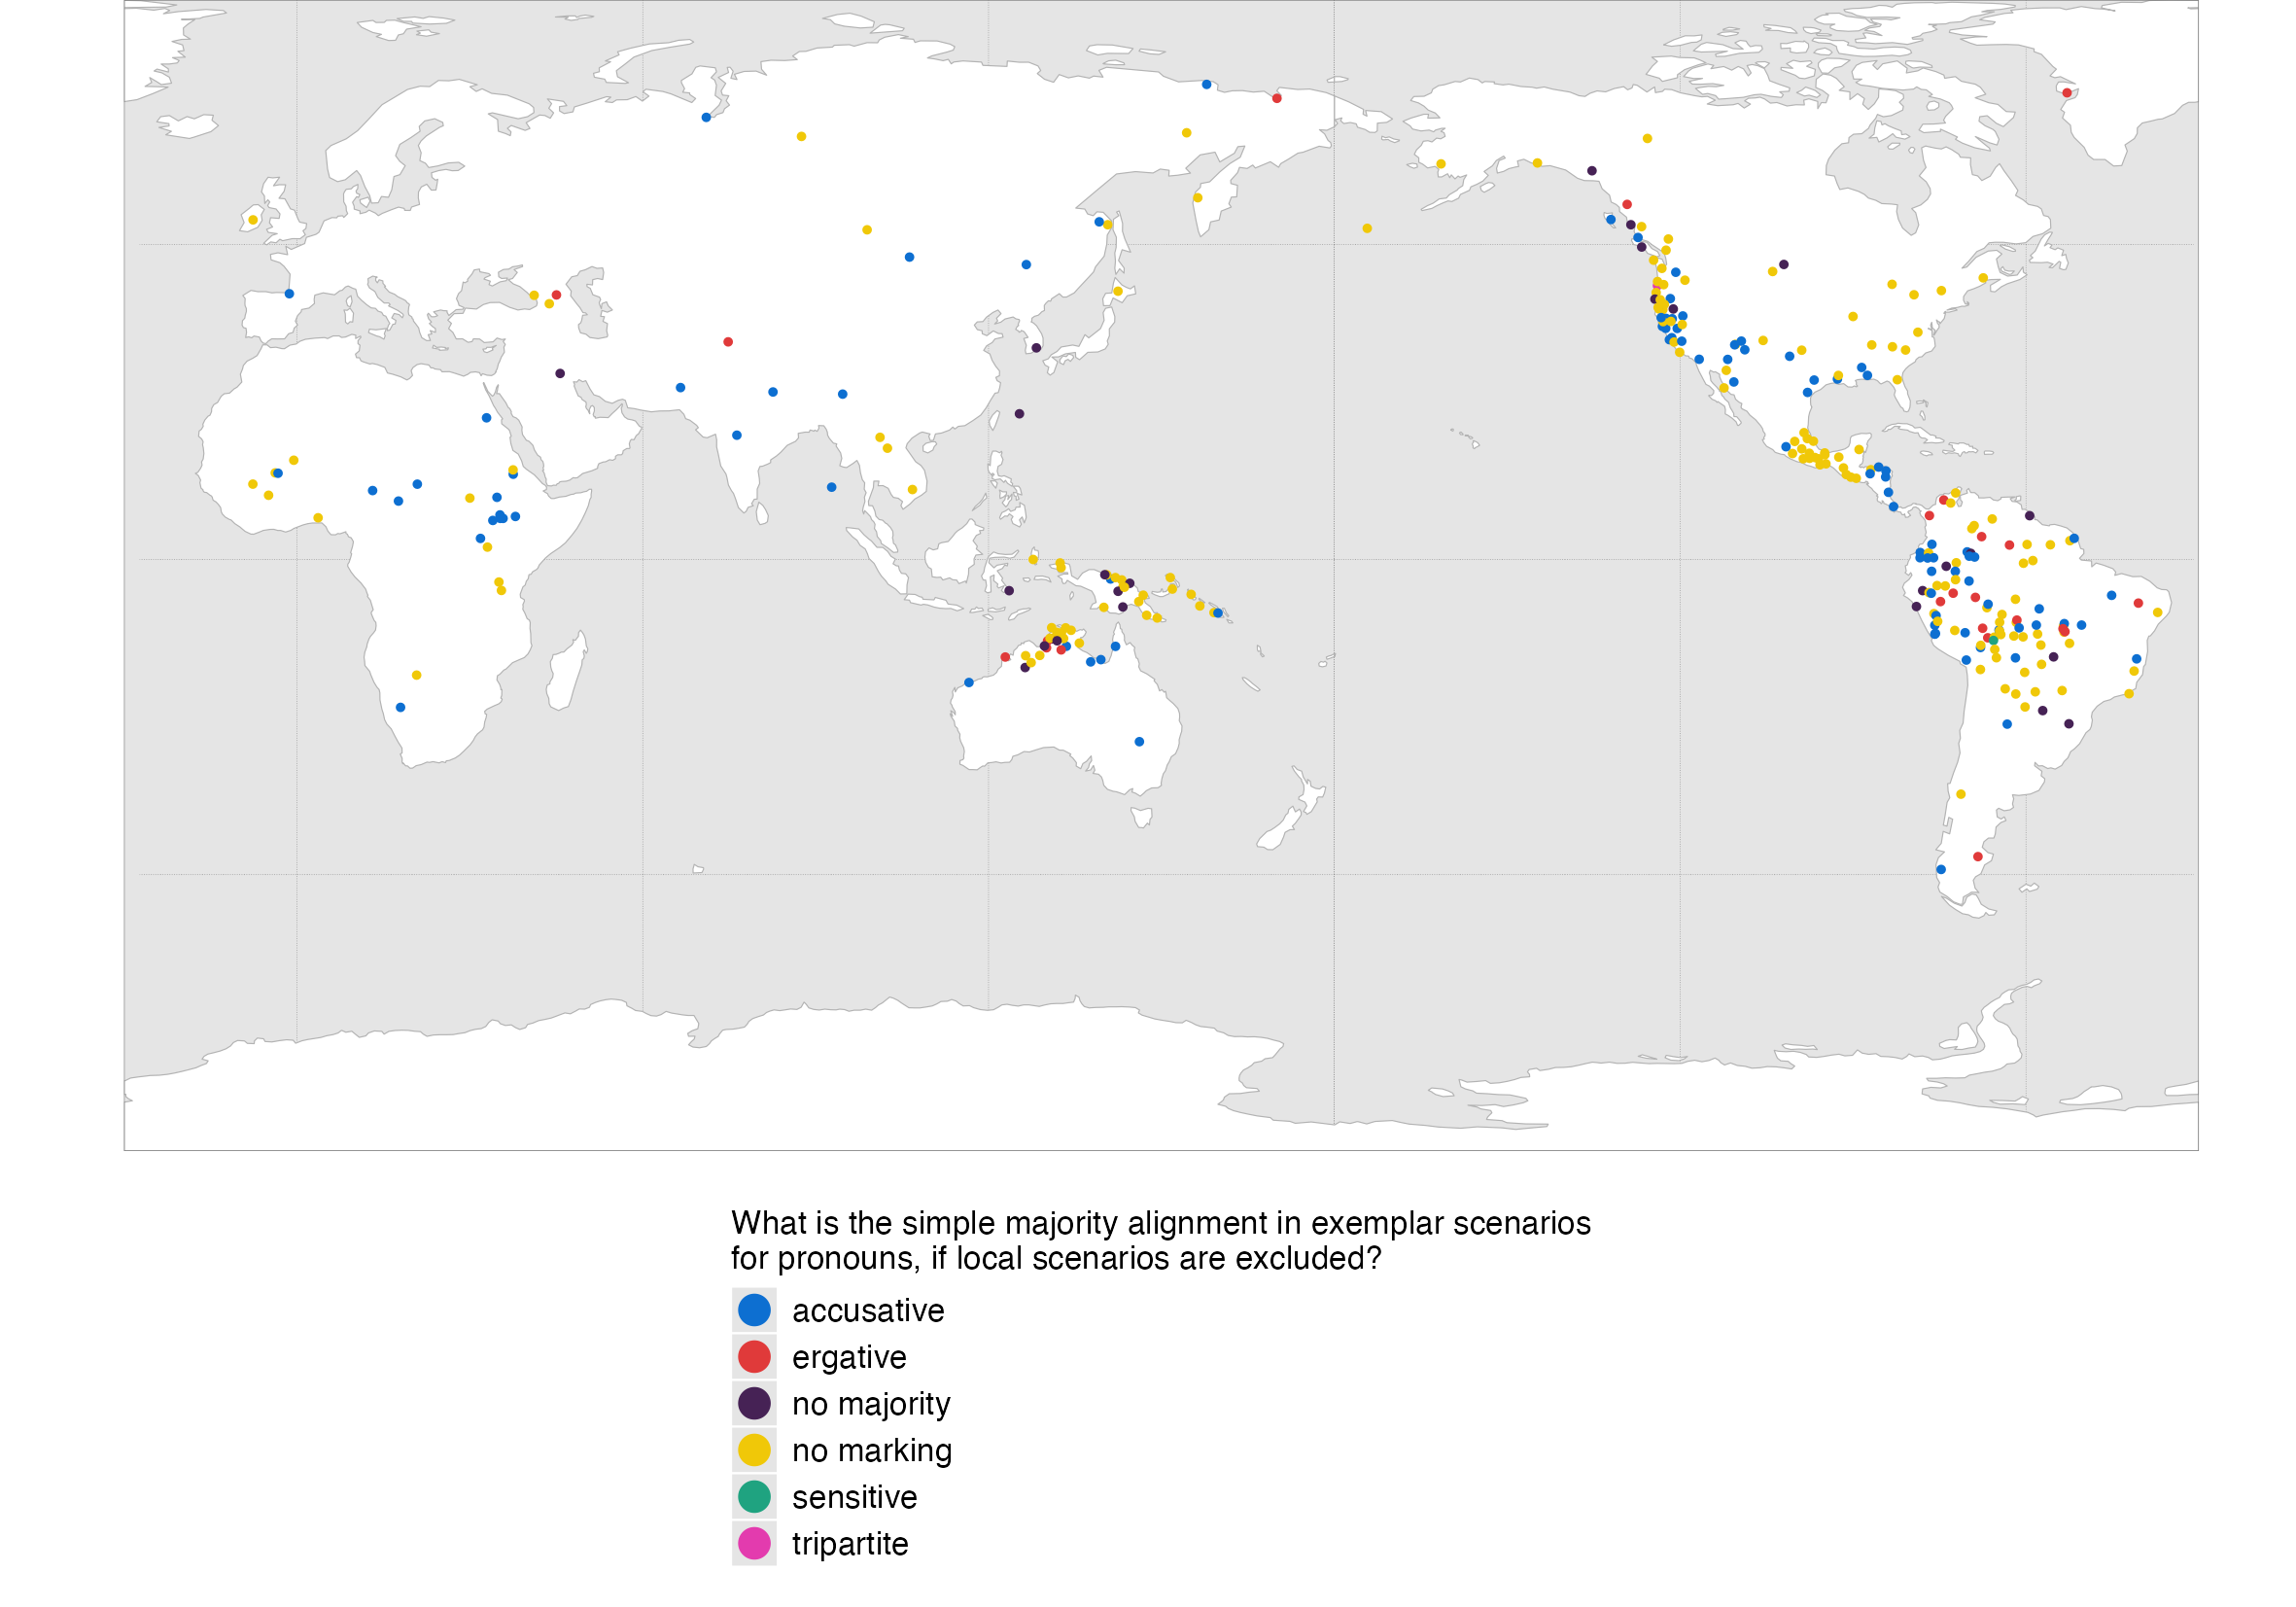 What is the simple majority alignment in exemplar scenarios
for pronouns, if local scenarios are excluded?
accusative
ergative
no majority
no marking
sensitive
tripartite